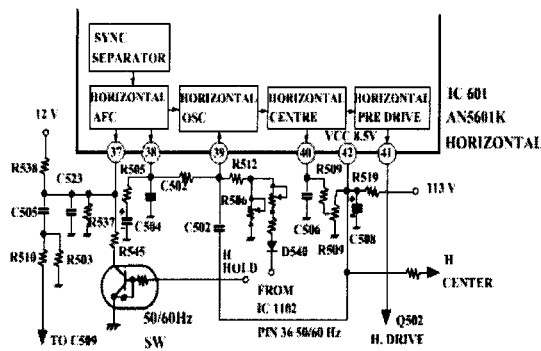 SYNC
SEPARATOR
HORIZONTAL
AFC
HORIZONTAL
OSC
HORIZONTAL
CENTRE
HORIZONTAL
PRE DRIVE
IC 601
AN5601K
HORIZONTAL
VCC 8.5V
37
38
39
40
42
41
12 V
R538
C523
C505
R537
R510
R503
R505
C502
C504
R545
R512
R506
C502
H
HOLD
D540
R509
C506
R509
R519
C508
113 V
FROM
IC 1102
50/60Hz
SW
PIN 36 50/60 Hz
TO C509
H
CENTER
Q502
H. DRIVE